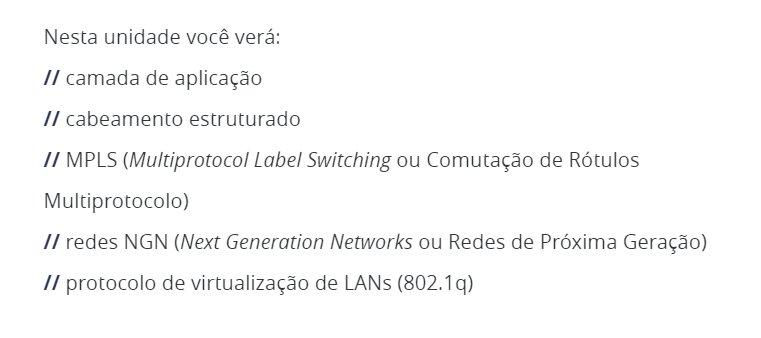 Nesta unidade você verá:
// camada de aplicação
// cabeamento estruturado
// MPLS (Multiprotocol Label Switching ou Comutação de Rótulos
Multiprotocolo)
// redes NGN (Next Generation Networks ou Redes de Próxima Geração)
// protocolo de virtualização de LANs (802.1q)